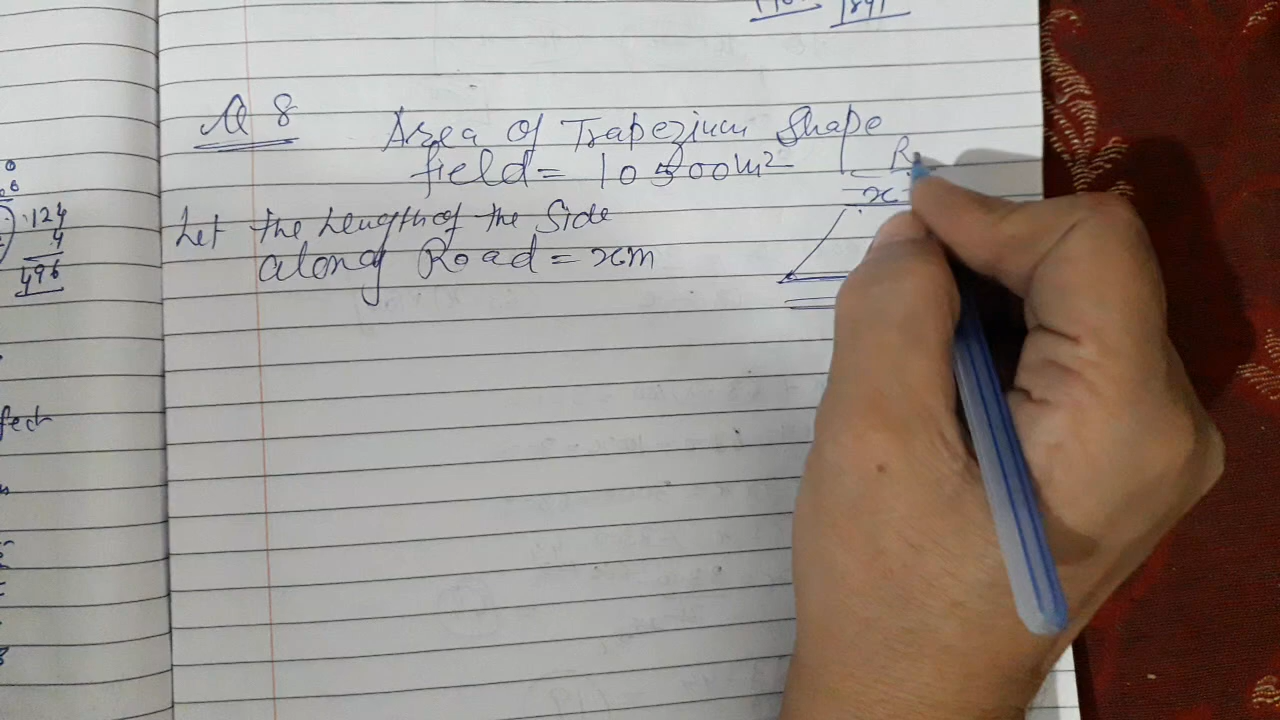 Q 8
Area of Trapezium Shape
field = 10500m²
Let the Length of the Side
along Road = xm
R
x
.124
4
496
fect